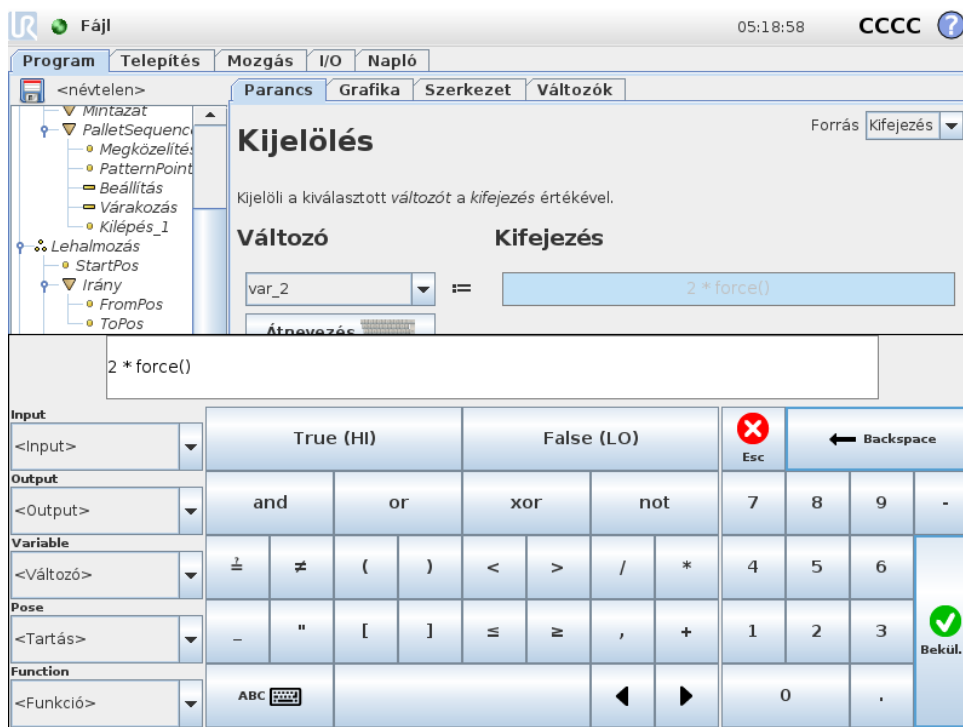 UR Fájl 05:18:58 CCCC ?
Program Telepítés Mozgás I/O Napló
<névtelen>
Parancs Grafika Szerkezet Változók
Mintázat
PalletSequenc
Megközelítés
PatternPoint
Beállítás
Várakozás
Kilépés_1
Lehalmozás
StartPos
Irány
FromPos
ToPos
Forrás Kifejezés
Kijelölés
Kijelöli a kiválasztott változót a kifejezés értékével.
Változó Kifejezés
var_2 := 2 * force()
Átnevezés
2 * force()
Input
<Input>
Output
<Output>
Variable
<Változó>
Pose
<Tartás>
Function
<Funkció>
True (HI) False (LO) Esc Backspace
and or xor not 7 8 9 -
≟ ≠ ( ) < > / * 4 5 6
_ " [ ] ≤ ≥ , + 1 2 3 Bekül.
ABC 0 .